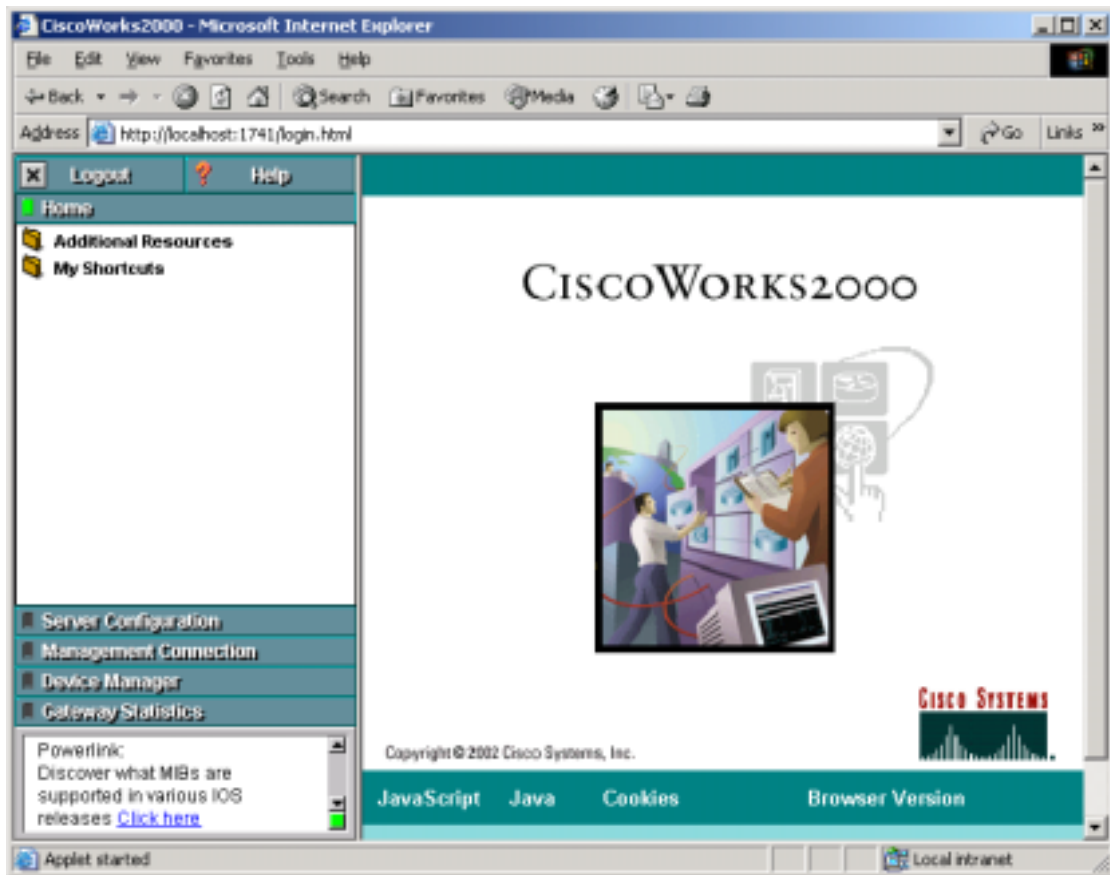 CiscoWorks2000 - Microsoft Internet Explorer
File Edit View Favorites Tools Help
Back Search Favorites Media
Address http://localhost:1741/login.html Go Links »
Logout ? Help
Home
Additional Resources
My Shortcuts
CISCOWORKS2000
Server Configuration
Management Connection
Device Manager
Gateway Statistics
Powerlink:
Discover what MIBs are
supported in various IOS
releases Click here
CISCO SYSTEMS
Copyright © 2002 Cisco Systems, Inc.
JavaScript Java Cookies Browser Version
Applet started Local intranet